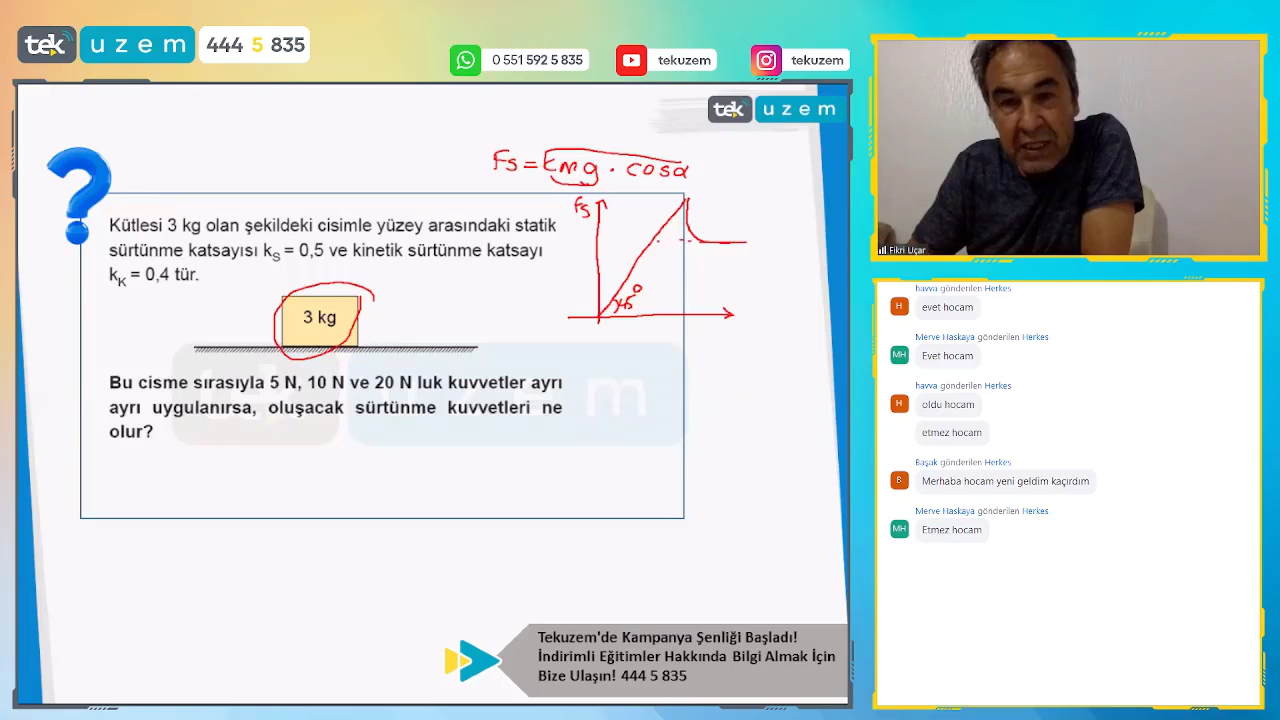 tek uzem 444 5 835
0 551 592 5 835
tekuzem
tekuzem
tek uzem
Fs = kmg . cosα
Kütlesi 3 kg olan şekildeki cisimle yüzey arasındaki statik
sürtünme katsayısı kS = 0,5 ve kinetik sürtünme katsayı
kK = 0,4 tür.
3 kg
Fs
45°
Bu cisme sırasıyla 5 N, 10 N ve 20 N luk kuvvetler ayrı
ayrı uygulanırsa, oluşacak sürtünme kuvvetleri ne
olur?
Tekuzem'de Kampanya Şenliği Başladı!
İndirimli Eğitimler Hakkında Bilgi Almak İçin
Bize Ulaşın! 444 5 835
Fikri Uçar
havva gönderilen Herkes
H
evet hocam
Merve Haskaya gönderilen Herkes
MH
Evet hocam
havva gönderilen Herkes
H
oldu hocam
etmez hocam
Başak gönderilen Herkes
B
Merhaba hocam yeni geldim kaçırdım
Merve Haskaya gönderilen Herkes
MH
Etmez hocam